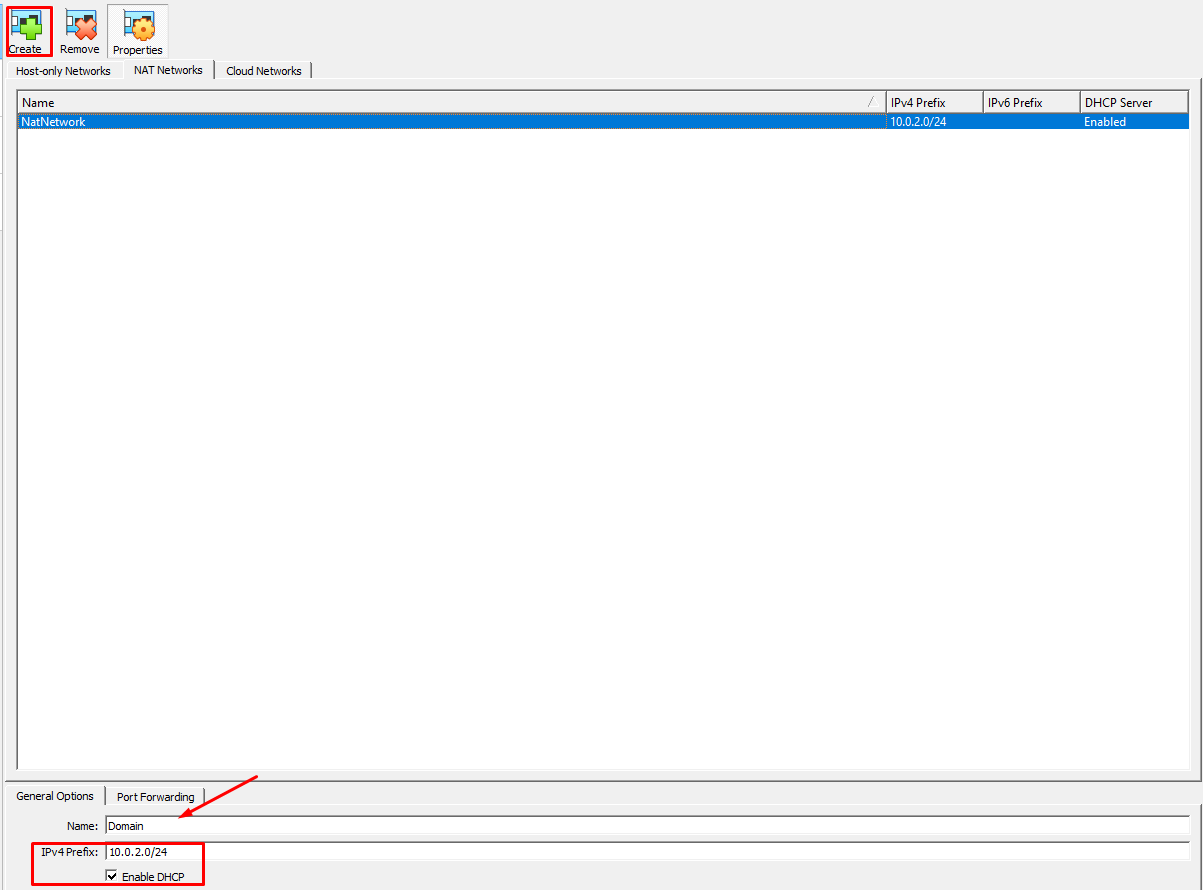 Create Remove Properties
Host-only Networks NAT Networks Cloud Networks
Name IPv4 Prefix IPv6 Prefix DHCP Server
NatNetwork 10.0.2.0/24 Enabled
General Options Port Forwarding
Name: Domain
IPv4 Prefix: 10.0.2.0/24
Enable DHCP